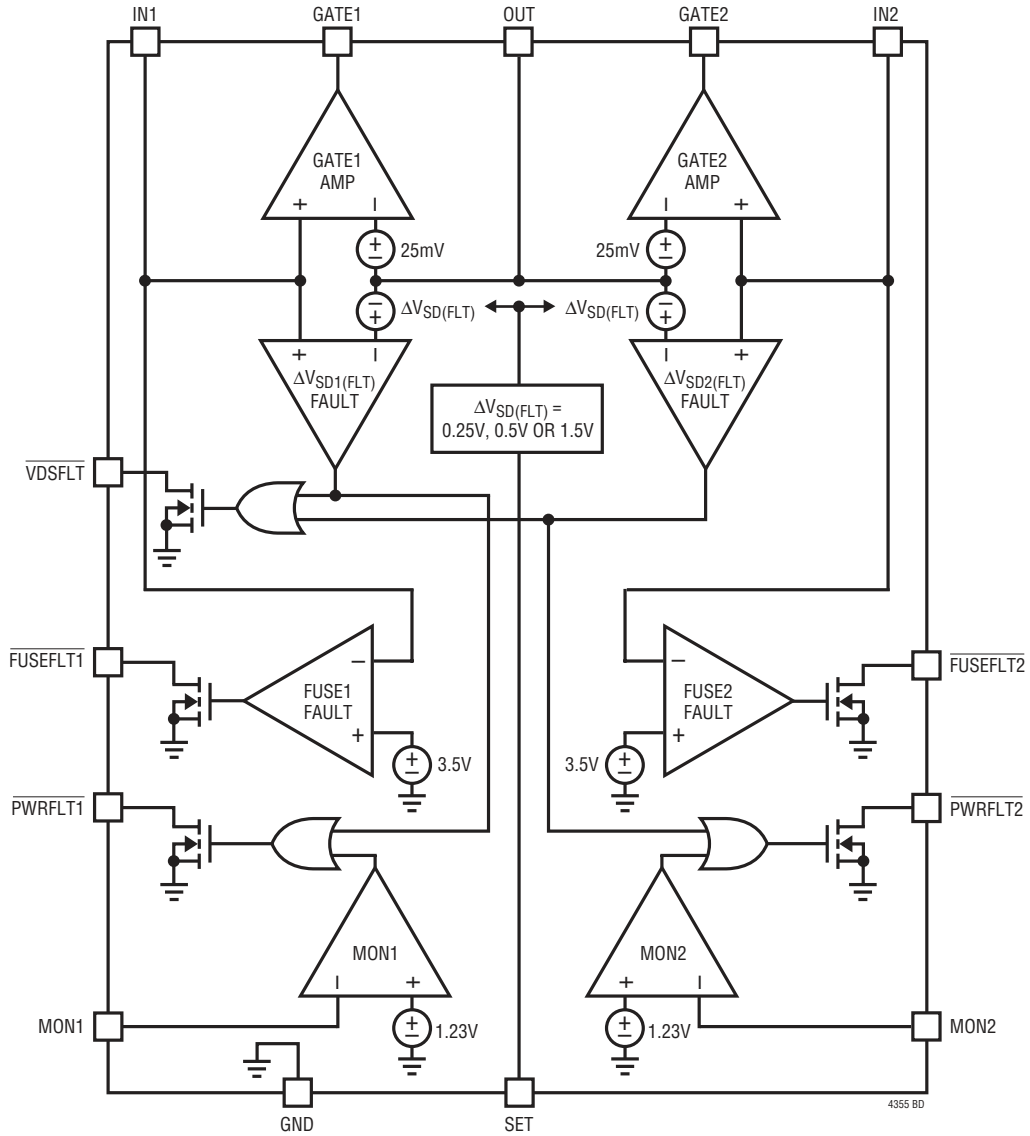 IN1 GATE1 OUT GATE2 IN2
GATE1
AMP
GATE2
AMP
+ − − +
+
−
25mV
25mV
+
−
−
+
ΔVSD(FLT)
ΔVSD(FLT)
−
+
+ − − +
ΔVSD1(FLT)
FAULT
ΔVSD2(FLT)
FAULT
ΔVSD(FLT) =
0.25V, 0.5V OR 1.5V
VDSFLT
FUSEFLT1
−
FUSE1
FAULT
+
+
−
3.5V
−
FUSE2
FAULT
+
3.5V
+
−
FUSEFLT2
PWRFLT1
PWRFLT2
MON1
− +
MON2
+ −
MON1
+
−
1.23V
+
−
1.23V
MON2
GND
SET
4355 BD